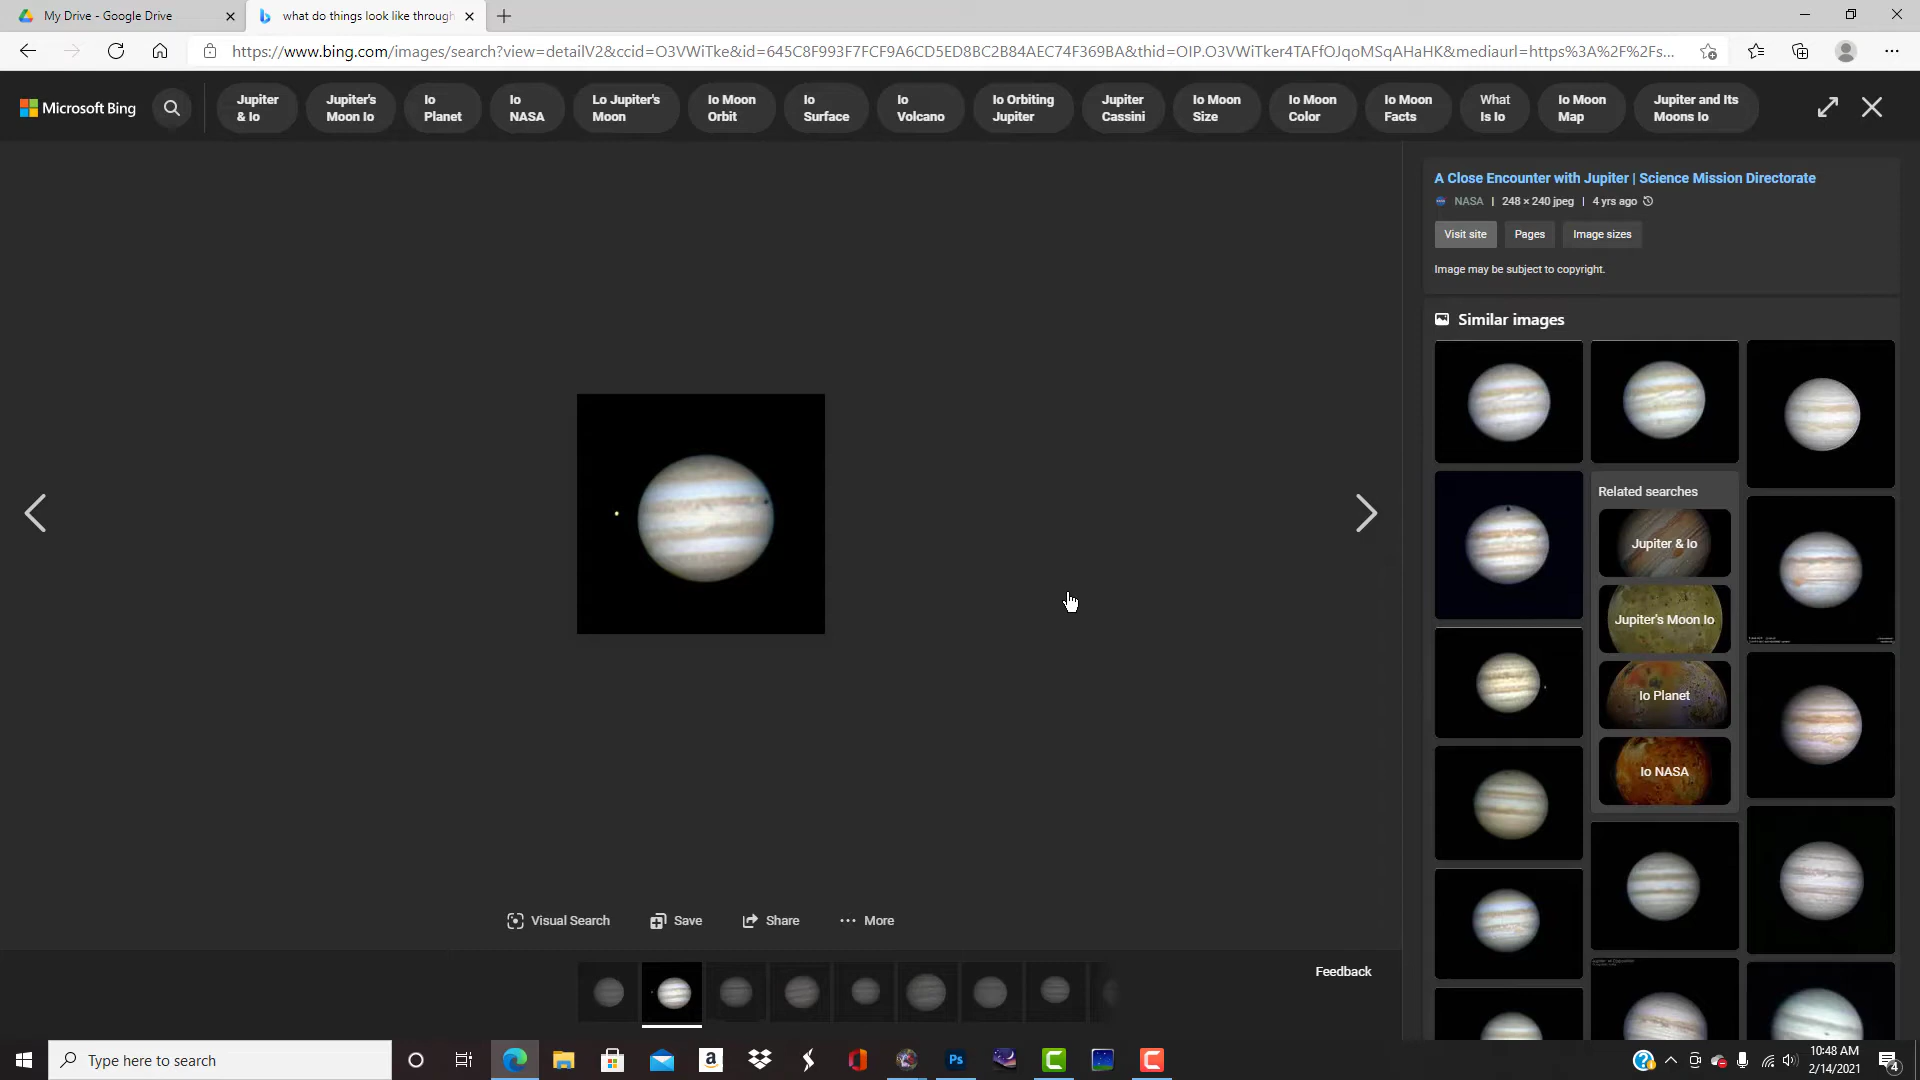 My Drive - Google Drive
what do things look like through
https://www.bing.com/images/search?view=detailV2&ccid=O3VWiTke&id=645C8F993F7FCF9A6CD5ED8BC2B84AEC74F369BA&thid=OIP.O3VWiTker4TAFfOJqoMSqAHaHK&mediaurl=https%3A%2F%2Fs...
Microsoft Bing
Jupiter & Io
Jupiter's Moon Io
Io Planet
Io NASA
Lo Jupiter's Moon
Io Moon Orbit
Io Surface
Io Volcano
Io Orbiting Jupiter
Jupiter Cassini
Io Moon Size
Io Moon Color
Io Moon Facts
What Is Io
Io Moon Map
Jupiter and Its Moons Io
A Close Encounter with Jupiter | Science Mission Directorate
NASA | 248 × 240 jpeg | 4 yrs ago
Visit site
Pages
Image sizes
Image may be subject to copyright.
Similar images
Related searches
Jupiter & Io
Jupiter's Moon Io
Io Planet
Io NASA
Visual Search
Save
Share
More
Feedback
Type here to search
Ps
10:48 AM
2/14/2021
4